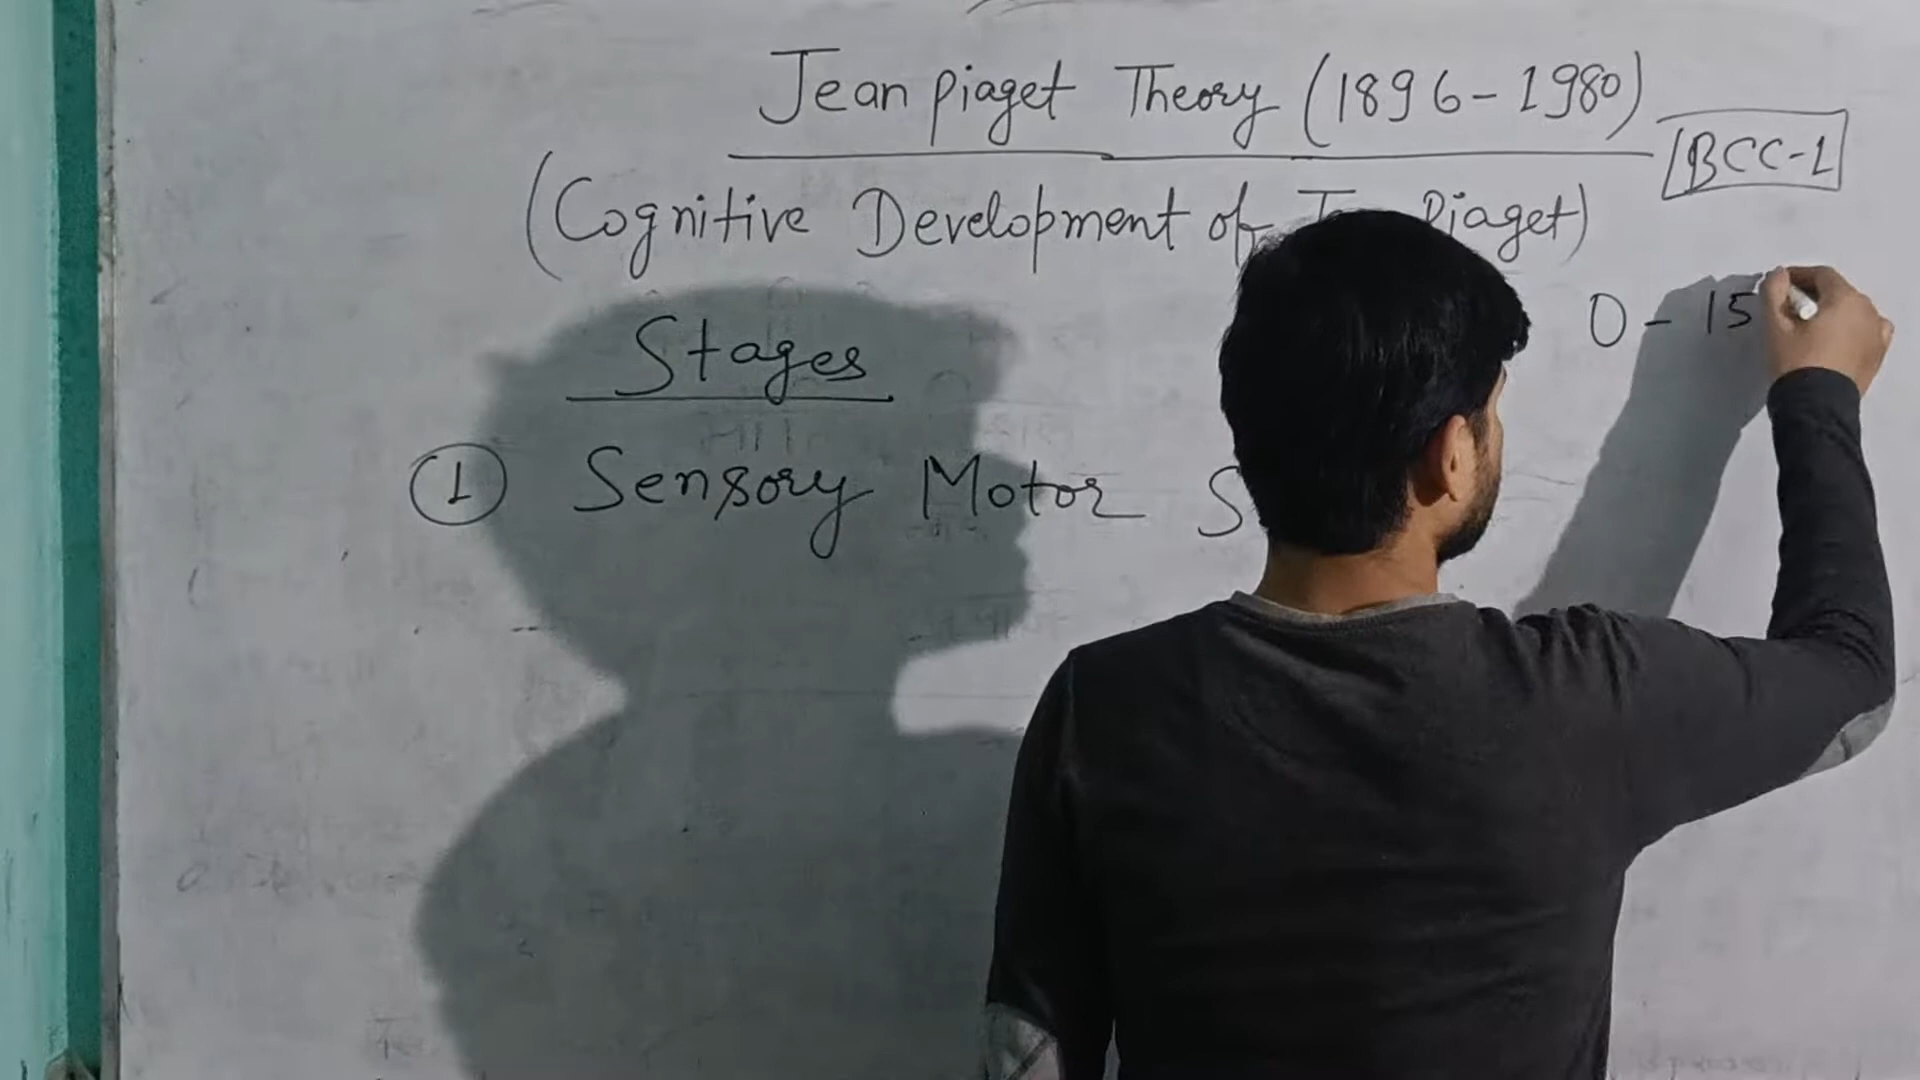 Jean piaget Theory (1896-1980)
BCC-1
(Cognitive Development of Piaget)
0-15
Stages
1 Sensory Motor S